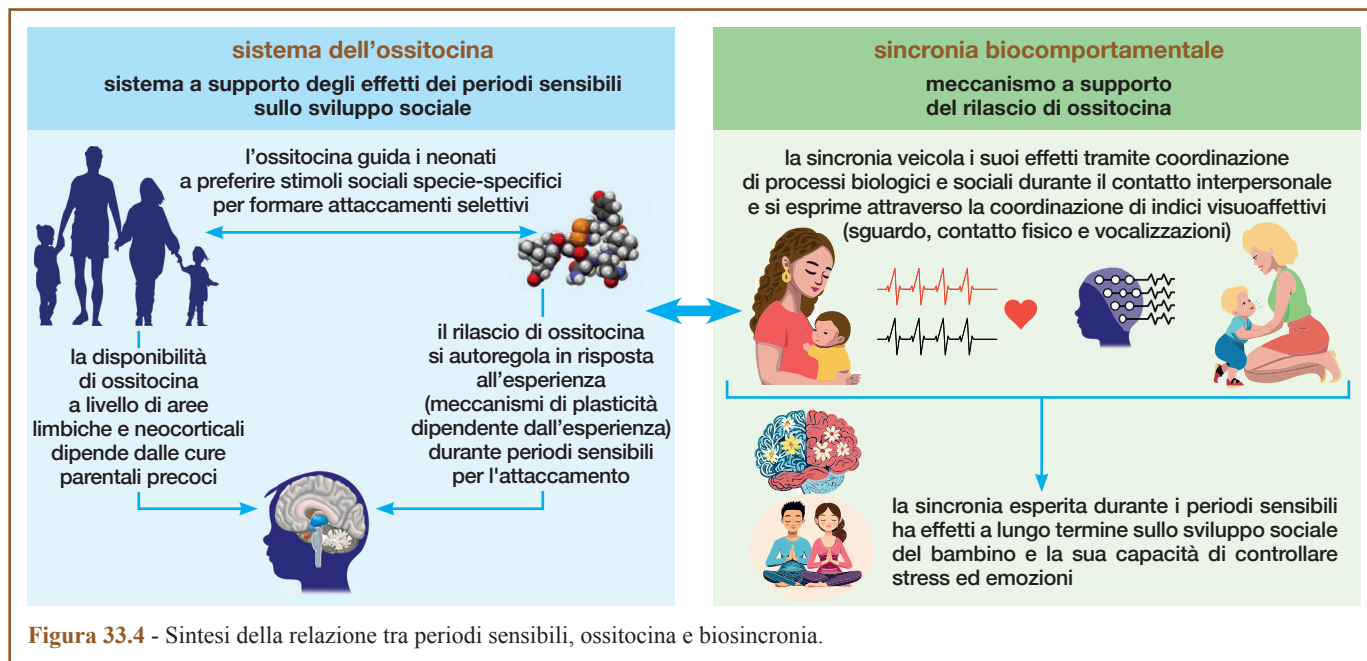 sistema dell'ossitocina
sistema a supporto degli effetti dei periodi sensibili
sullo sviluppo sociale
l'ossitocina guida i neonati
a preferire stimoli sociali specie-specifici
per formare attaccamenti selettivi
la disponibilità
di ossitocina
a livello di aree
limbiche e neocorticali
dipende dalle cure
parentali precoci
il rilascio di ossitocina
si autoregola in risposta
all'esperienza
(meccanismi di plasticità
dipendente dall'esperienza)
durante periodi sensibili
per l'attaccamento
sincronia biocomportamentale
meccanismo a supporto
del rilascio di ossitocina
la sincronia veicola i suoi effetti tramite coordinazione
di processi biologici e sociali durante il contatto interpersonale
e si esprime attraverso la coordinazione di indici visuoaffettivi
(sguardo, contatto fisico e vocalizzazioni)
la sincronia esperita durante i periodi sensibili
ha effetti a lungo termine sullo sviluppo sociale
del bambino e la sua capacità di controllare
stress ed emozioni
Figura 33.4 - Sintesi della relazione tra periodi sensibili, ossitocina e biosincronia.